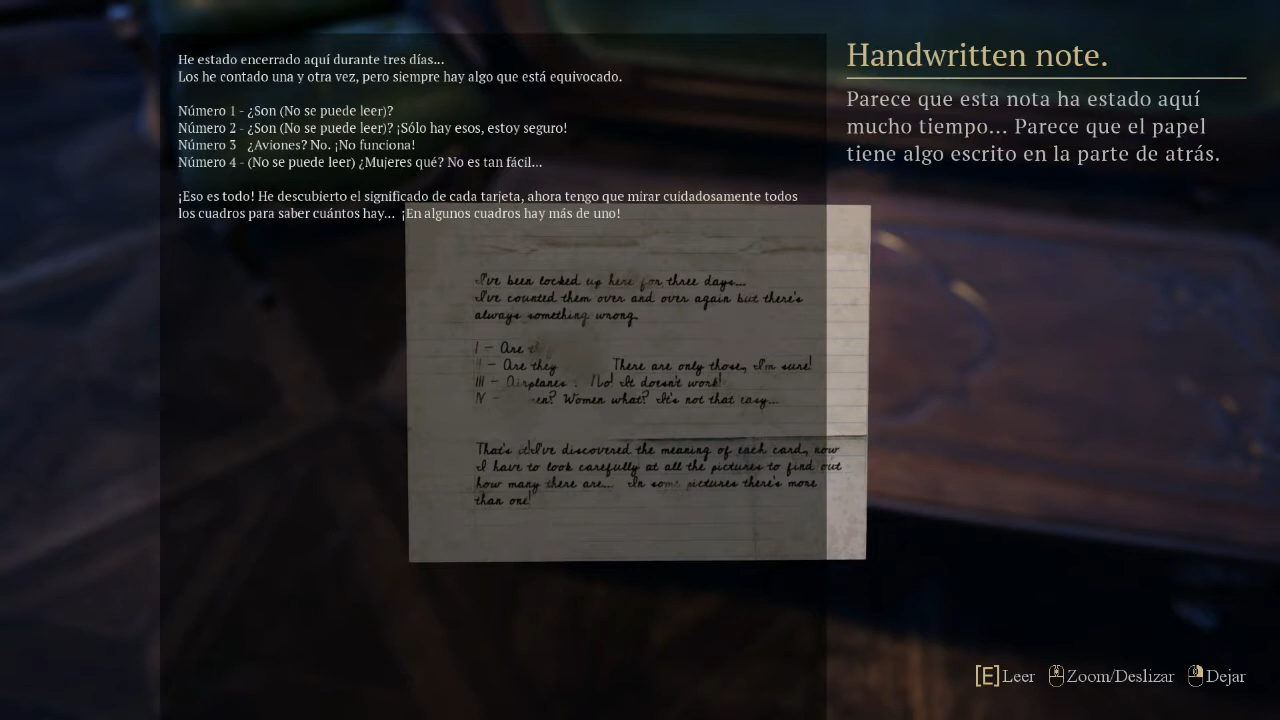 He estado encerrado aquí durante tres días...
Los he contado una y otra vez, pero siempre hay algo que está equivocado.
Número 1 - ¿Son (No se puede leer)?
Número 2 - ¿Son (No se puede leer)? ¡Sólo hay esos, estoy seguro!
Número 3 ¿Aviones? No. ¡No funciona!
Número 4 - (No se puede leer) ¿Mujeres qué? No es tan fácil...
¡Eso es todo! He descubierto el significado de cada tarjeta, ahora tengo que mirar cuidadosamente todos
los cuadros para saber cuántos hay... ¡En algunos cuadros hay más de uno!
Handwritten note.
Parece que esta nota ha estado aquí
mucho tiempo... Parece que el papel
tiene algo escrito en la parte de atrás.
I've been locked up here for three days...
I've counted them over and over again but there's
always something wrong.
I - Are
II - Are they There are only those, I'm sure!
III - Airplanes No! It doesn't work!
IV - Women what? It's not that easy...
That's it! I've discovered the meaning of each card, now
I have to look carefully at all the pictures to find out
how many there are... In some pictures there's more
than one!
[E] Leer Zoom/Deslizar Dejar